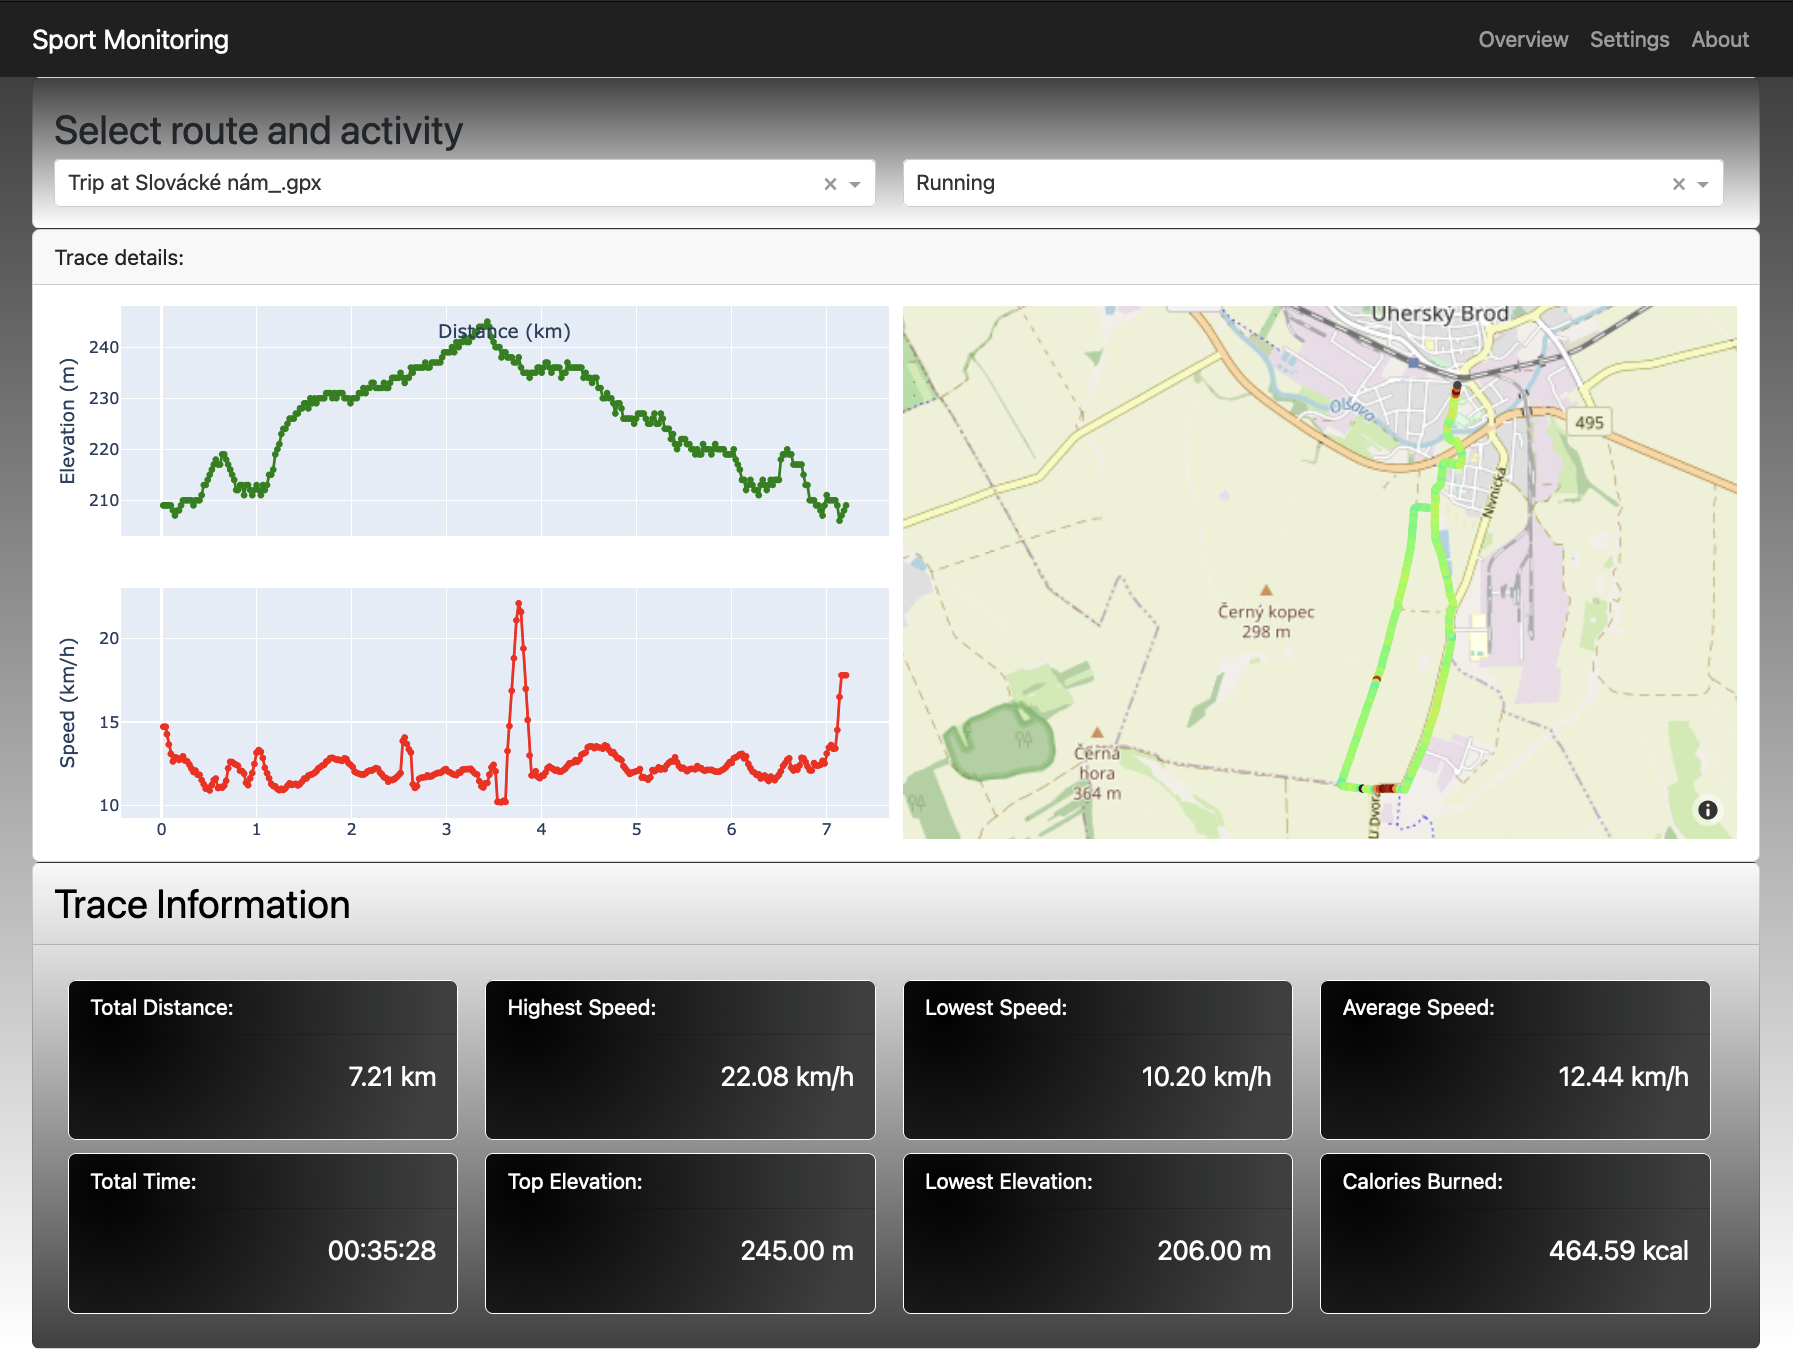 Sport Monitoring
Overview Settings About
Select route and activity
Trip at Slovácké nám_.gpx
Running
Trace details:
Distance (km)
Elevation (m)
240
230
220
210
Speed (km/h)
20
15
10
0 1 2 3 4 5 6 7
Uherský Brod
Olšava
495
Nivnická
Černý kopec
298 m
Černá
hora
364 m
U Dvora
Trace Information
Total Distance:
7.21 km
Highest Speed:
22.08 km/h
Lowest Speed:
10.20 km/h
Average Speed:
12.44 km/h
Total Time:
00:35:28
Top Elevation:
245.00 m
Lowest Elevation:
206.00 m
Calories Burned:
464.59 kcal